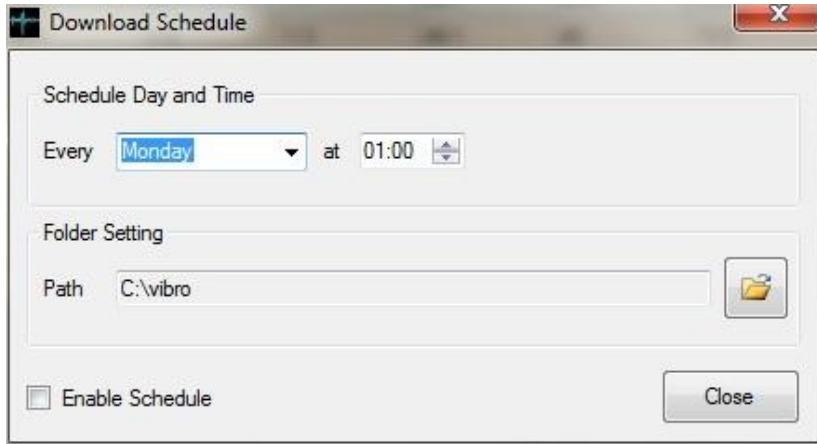 Download Schedule
Schedule Day and Time
Every Monday at 01:00
Folder Setting
Path C:\vibro
Enable Schedule
Close